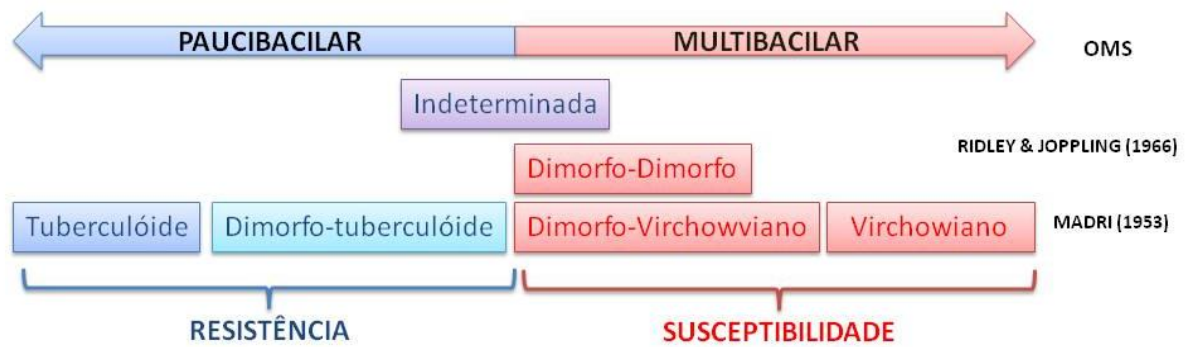 PAUCIBACILAR MULTIBACILAR OMS
Indeterminada
RIDLEY & JOPPLING (1966)
Dimorfo-Dimorfo
Tuberculóide Dimorfo-tuberculóide Dimorfo-Virchowviano Virchowiano MADRI (1953)
RESISTÊNCIA SUSCEPTIBILIDADE